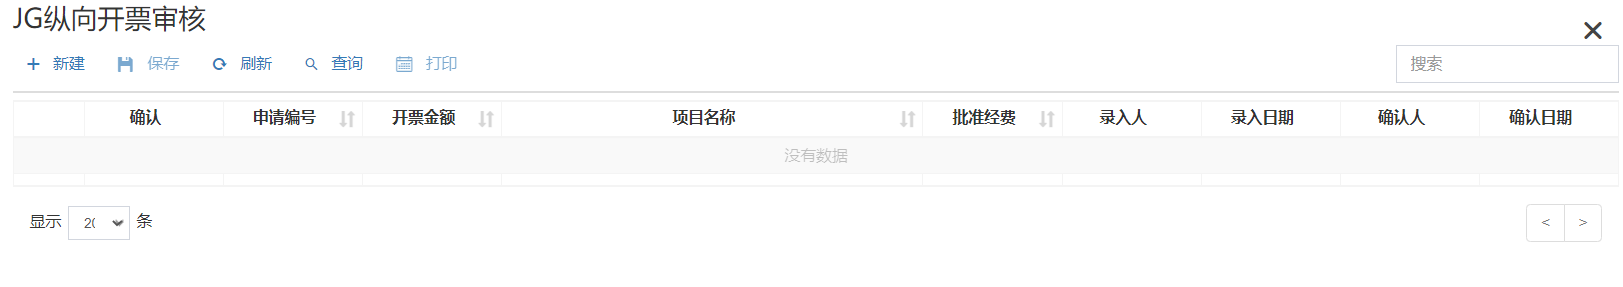 JG纵向开票审核
新建 保存 刷新 查询 打印 搜索
确认 申请编号 开票金额 项目名称 批准经费 录入人 录入日期 确认人 确认日期
没有数据
显示 20 条 < >